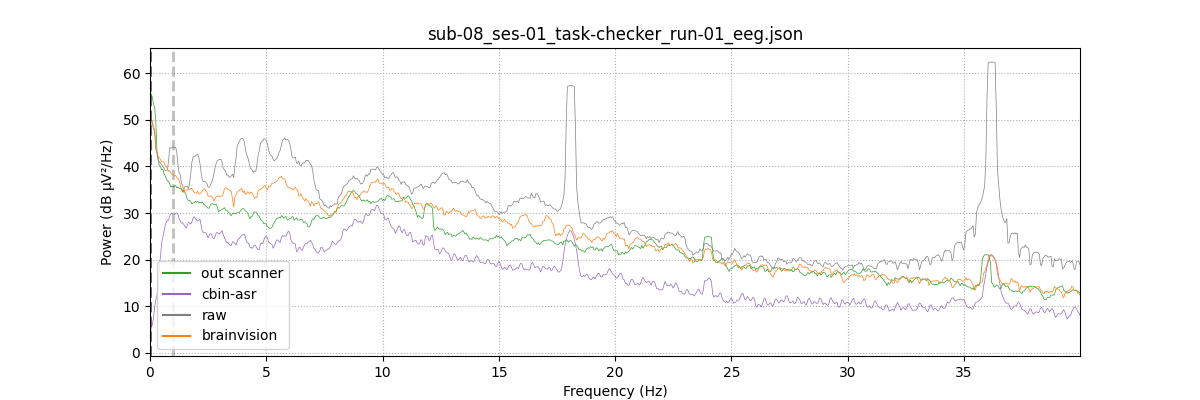 sub-08_ses-01_task-checker_run-01_eeg.json
Power (dB µV²/Hz)
60
50
40
30
20
10
0
out scanner
cbin-asr
raw
brainvision
0 5 10 15 20 25 30 35
Frequency (Hz)